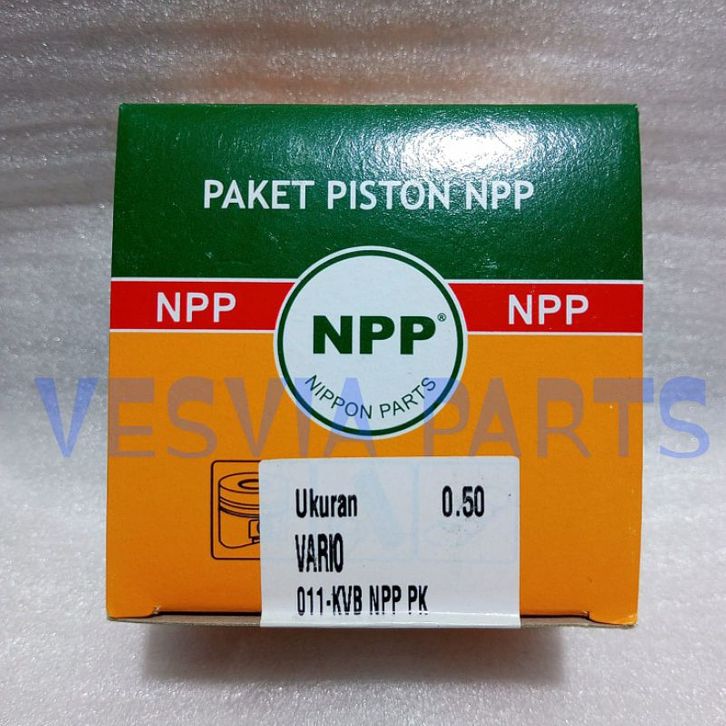 PAKET PISTON NPP
NPP
NPP®
NIPPON PARTS
NPP
VESVIA PARTS
Ukuran 0.50
VARIO
011-KVB NPP PK